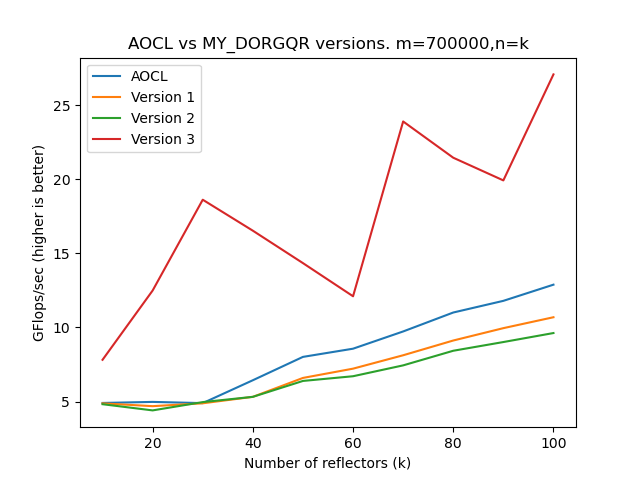 AOCL vs MY_DORGQR versions. m=700000,n=k
AOCL
Version 1
Version 2
Version 3
GFlops/sec (higher is better)
25
20
15
10
5
20
40
60
80
100
Number of reflectors (k)